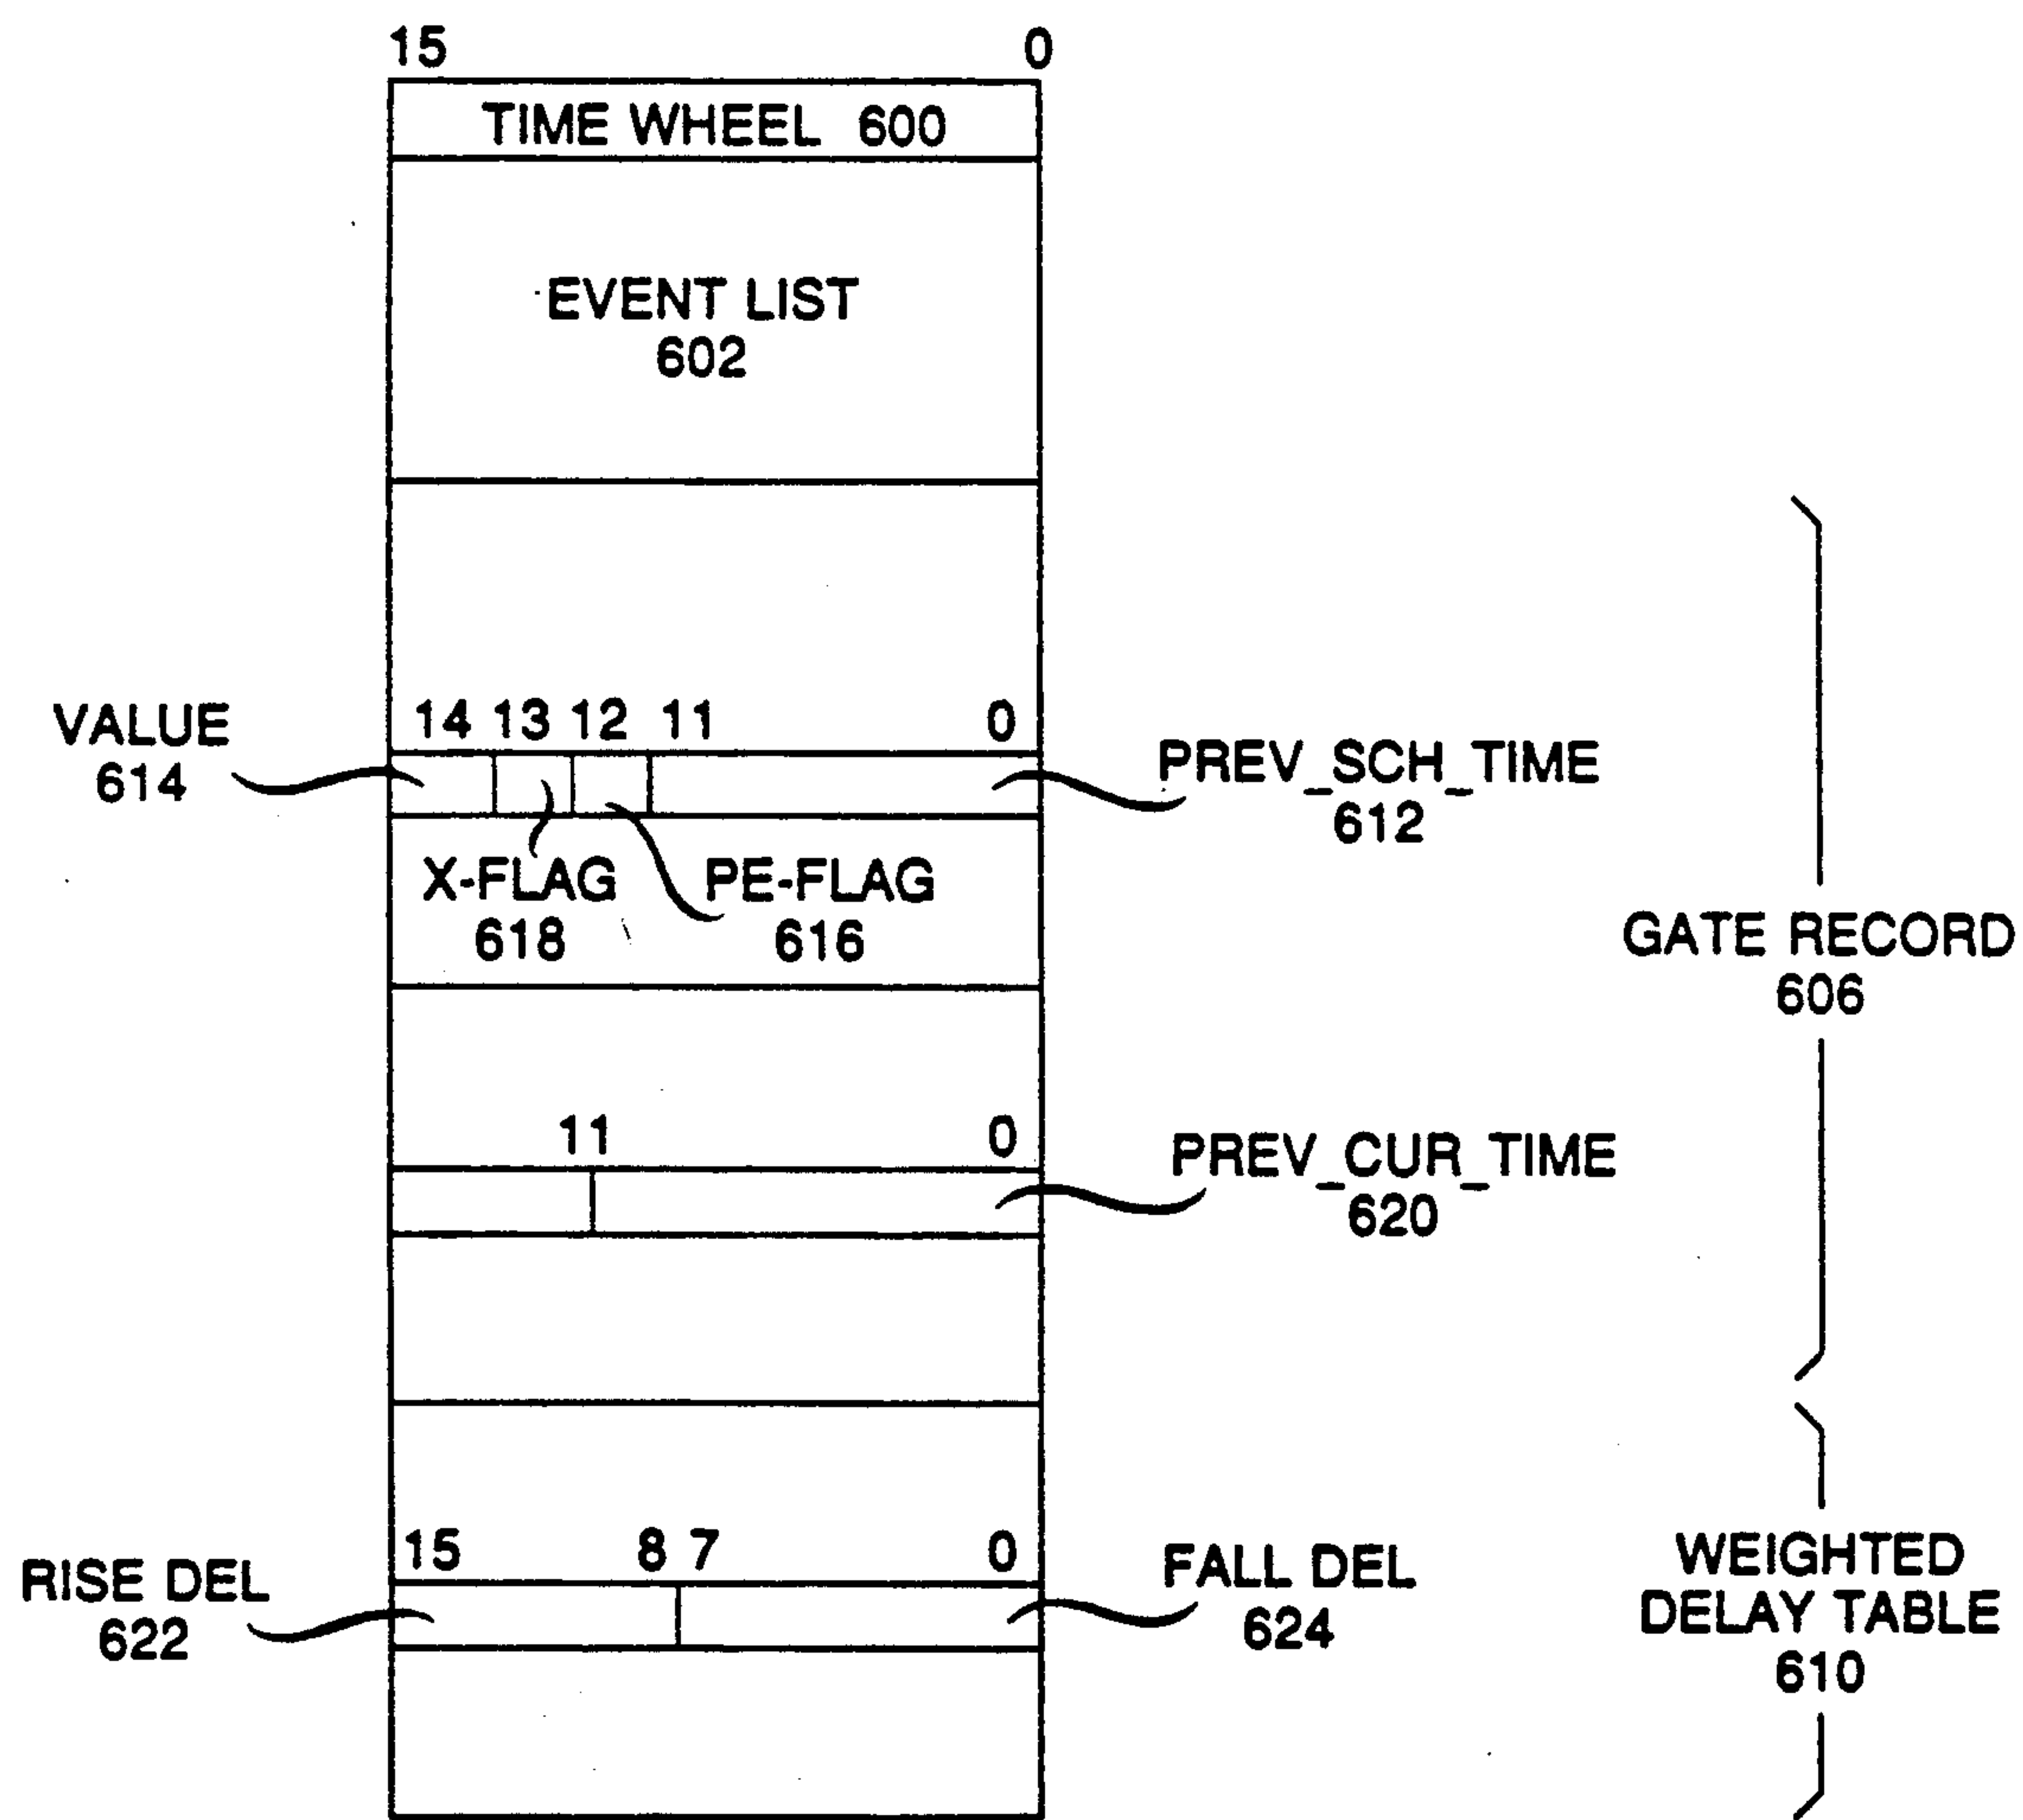 15 0
TIME WHEEL 600
EVENT LIST
602
14 13 12 11 0
VALUE
614
PREV_SCH_TIME
612
X-FLAG
618
PE-FLAG
616
GATE RECORD
606
11 0
PREV_CUR_TIME
620
15 8 7 0
RISE DEL
622
FALL DEL
624
WEIGHTED
DELAY TABLE
610